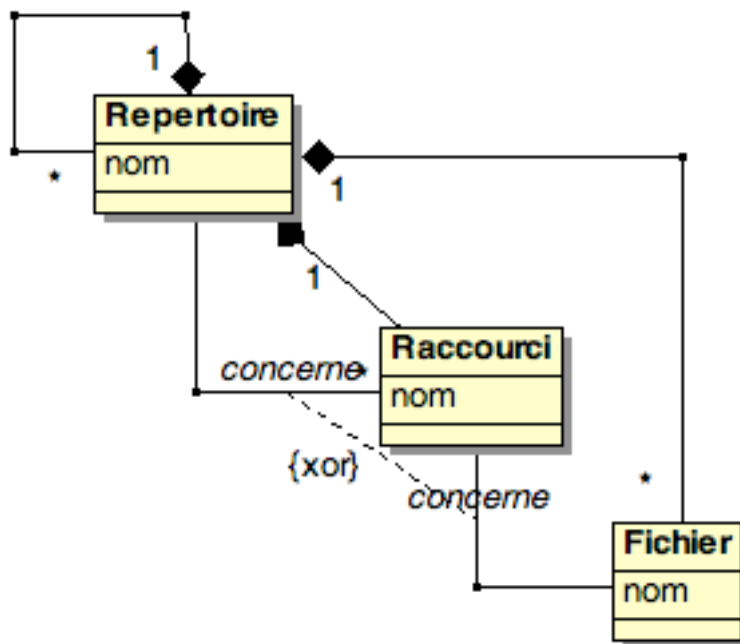 1
Repertoire
nom
*
1
1
Raccourci
concerne*
nom
{xor}
concerne
*
Fichier
nom